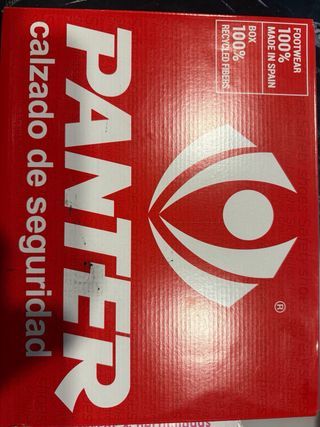 PANTER
calzado de seguridad
®
FOOTWEAR
100%
MADE IN SPAIN
BOX
100%
RECYCLED FIBERS